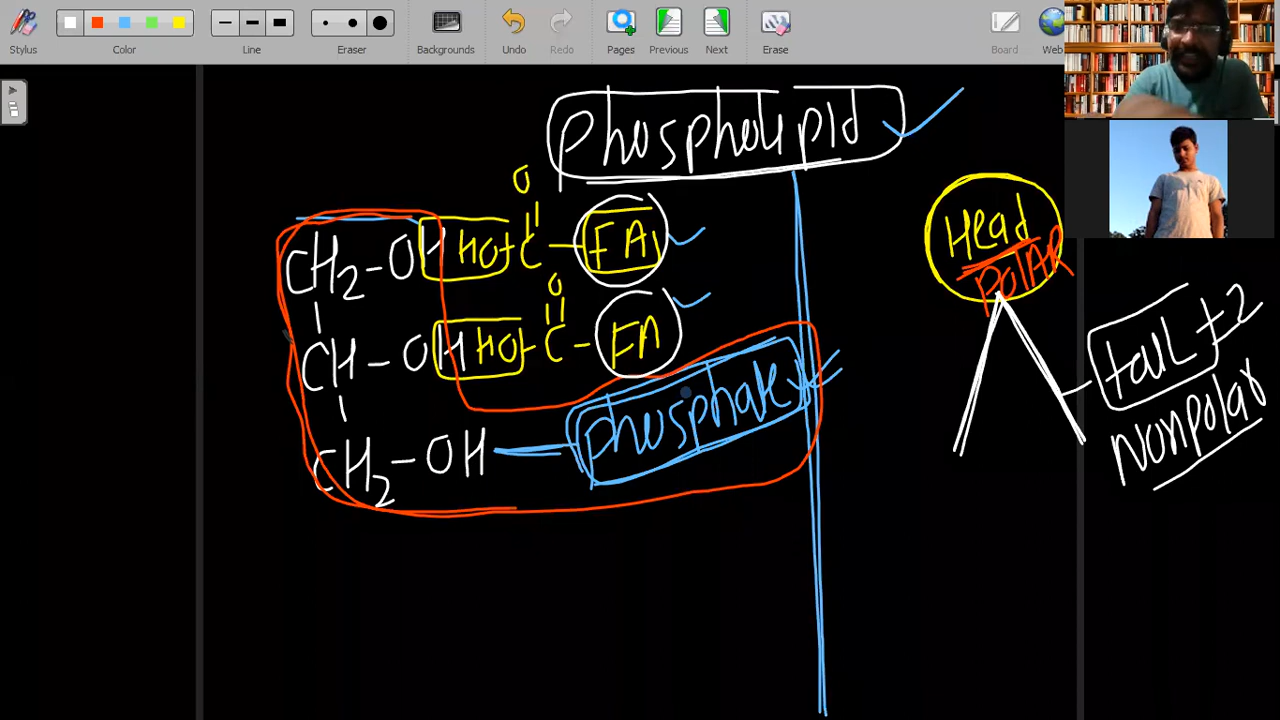 Stylus
Color
Line
Eraser
Backgrounds
Undo
Redo
Pages
Previous
Next
Erase
Board
Web
phospholipid
O
CH2-OH HO-C-FA
O
CH-OH HO-C-FA
CH2-OH-phosphate
Head
POLAR
tail
Nonpolar